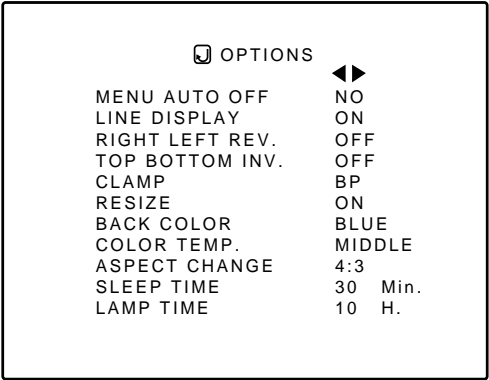 OPTIONS
MENU AUTO OFF NO
LINE DISPLAY ON
RIGHT LEFT REV. OFF
TOP BOTTOM INV. OFF
CLAMP BP
RESIZE ON
BACK COLOR BLUE
COLOR TEMP. MIDDLE
ASPECT CHANGE 4:3
SLEEP TIME 30 Min.
LAMP TIME 10 H.